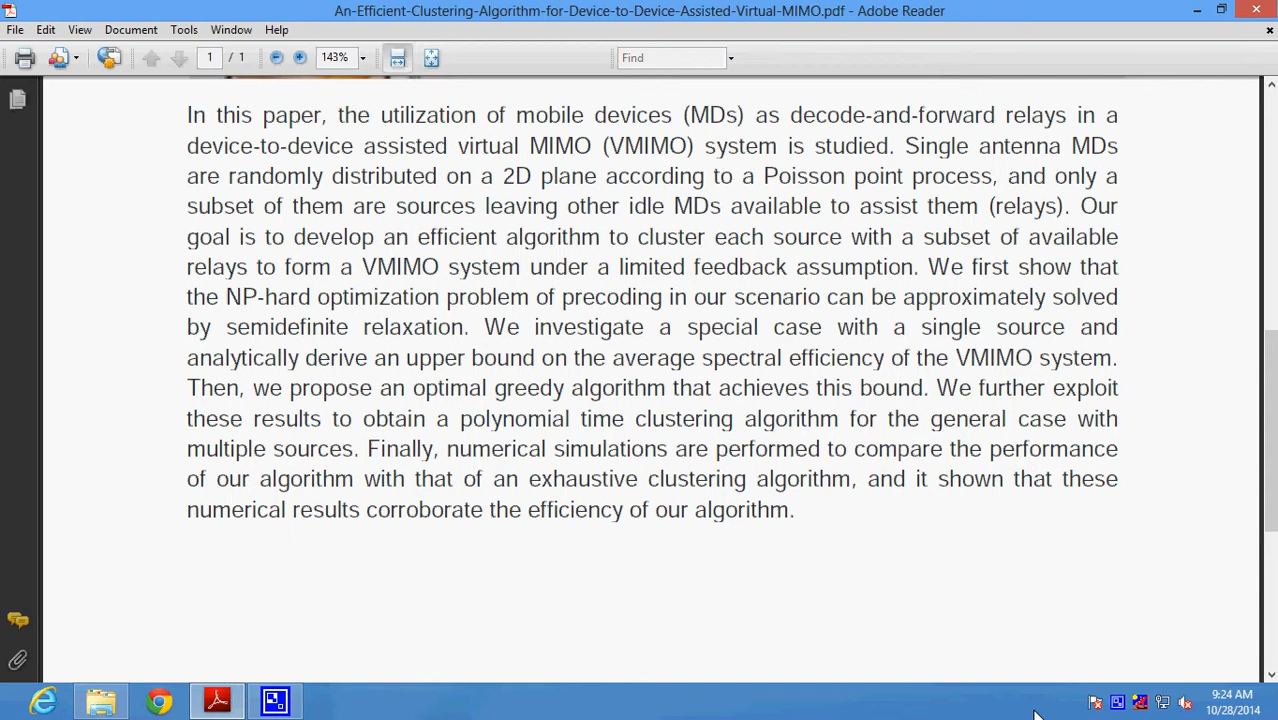 An-Efficient-Clustering-Algorithm-for-Device-to-Device-Assisted-Virtual-MIMO.pdf - Adobe Reader
File Edit View Document Tools Window Help
1 / 1 143% Find
In this paper, the utilization of mobile devices (MDs) as decode-and-forward relays in a
device-to-device assisted virtual MIMO (VMIMO) system is studied. Single antenna MDs
are randomly distributed on a 2D plane according to a Poisson point process, and only a
subset of them are sources leaving other idle MDs available to assist them (relays). Our
goal is to develop an efficient algorithm to cluster each source with a subset of available
relays to form a VMIMO system under a limited feedback assumption. We first show that
the NP-hard optimization problem of precoding in our scenario can be approximately solved
by semidefinite relaxation. We investigate a special case with a single source and
analytically derive an upper bound on the average spectral efficiency of the VMIMO system.
Then, we propose an optimal greedy algorithm that achieves this bound. We further exploit
these results to obtain a polynomial time clustering algorithm for the general case with
multiple sources. Finally, numerical simulations are performed to compare the performance
of our algorithm with that of an exhaustive clustering algorithm, and it shown that these
numerical results corroborate the efficiency of our algorithm.
9:24 AM
10/28/2014